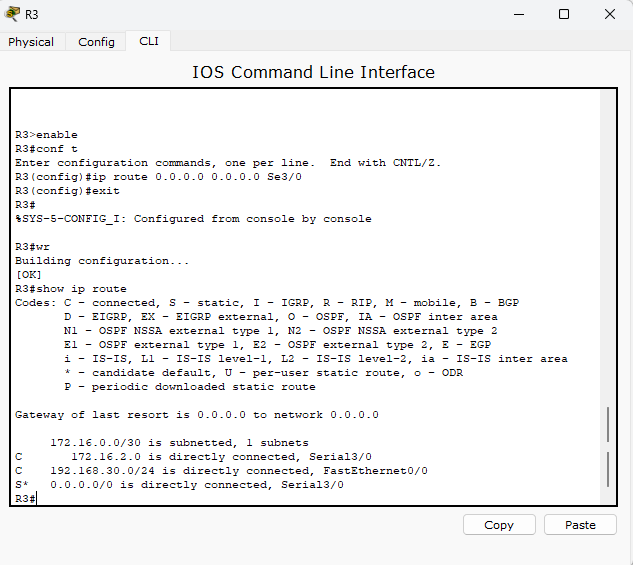 R3
Physical Config CLI
IOS Command Line Interface
R3>enable
R3#conf t
Enter configuration commands, one per line.  End with CNTL/Z.
R3(config)#ip route 0.0.0.0 0.0.0.0 Se3/0
R3(config)#exit
R3#
%SYS-5-CONFIG_I: Configured from console by console
R3#wr
Building configuration...
[OK]
R3#show ip route
Codes: C - connected, S - static, I - IGRP, R - RIP, M - mobile, B - BGP
       D - EIGRP, EX - EIGRP external, O - OSPF, IA - OSPF inter area
       N1 - OSPF NSSA external type 1, N2 - OSPF NSSA external type 2
       E1 - OSPF external type 1, E2 - OSPF external type 2, E - EGP
       i - IS-IS, L1 - IS-IS level-1, L2 - IS-IS level-2, ia - IS-IS inter area
       * - candidate default, U - per-user static route, o - ODR
       P - periodic downloaded static route
Gateway of last resort is 0.0.0.0 to network 0.0.0.0
     172.16.0.0/30 is subnetted, 1 subnets
C       172.16.2.0 is directly connected, Serial3/0
C    192.168.30.0/24 is directly connected, FastEthernet0/0
S*   0.0.0.0/0 is directly connected, Serial3/0
R3#
Copy Paste